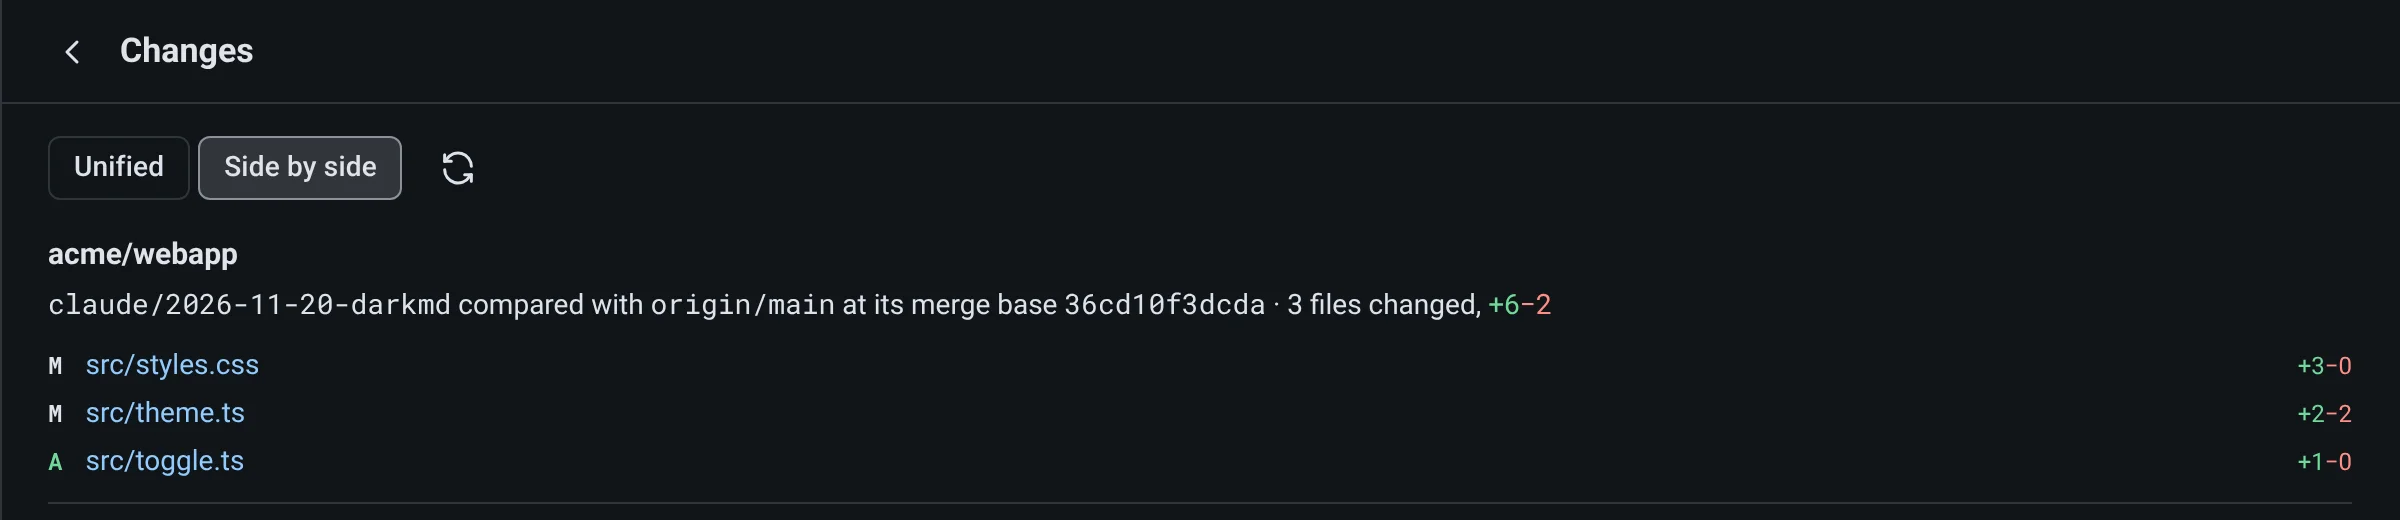 Changes
Unified Side by side
acme/webapp
claude/2026-11-20-darkmd compared with origin/main at its merge base 36cd10f3dcda · 3 files changed, +6−2
M src/styles.css +3−0
M src/theme.ts +2−2
A src/toggle.ts +1−0